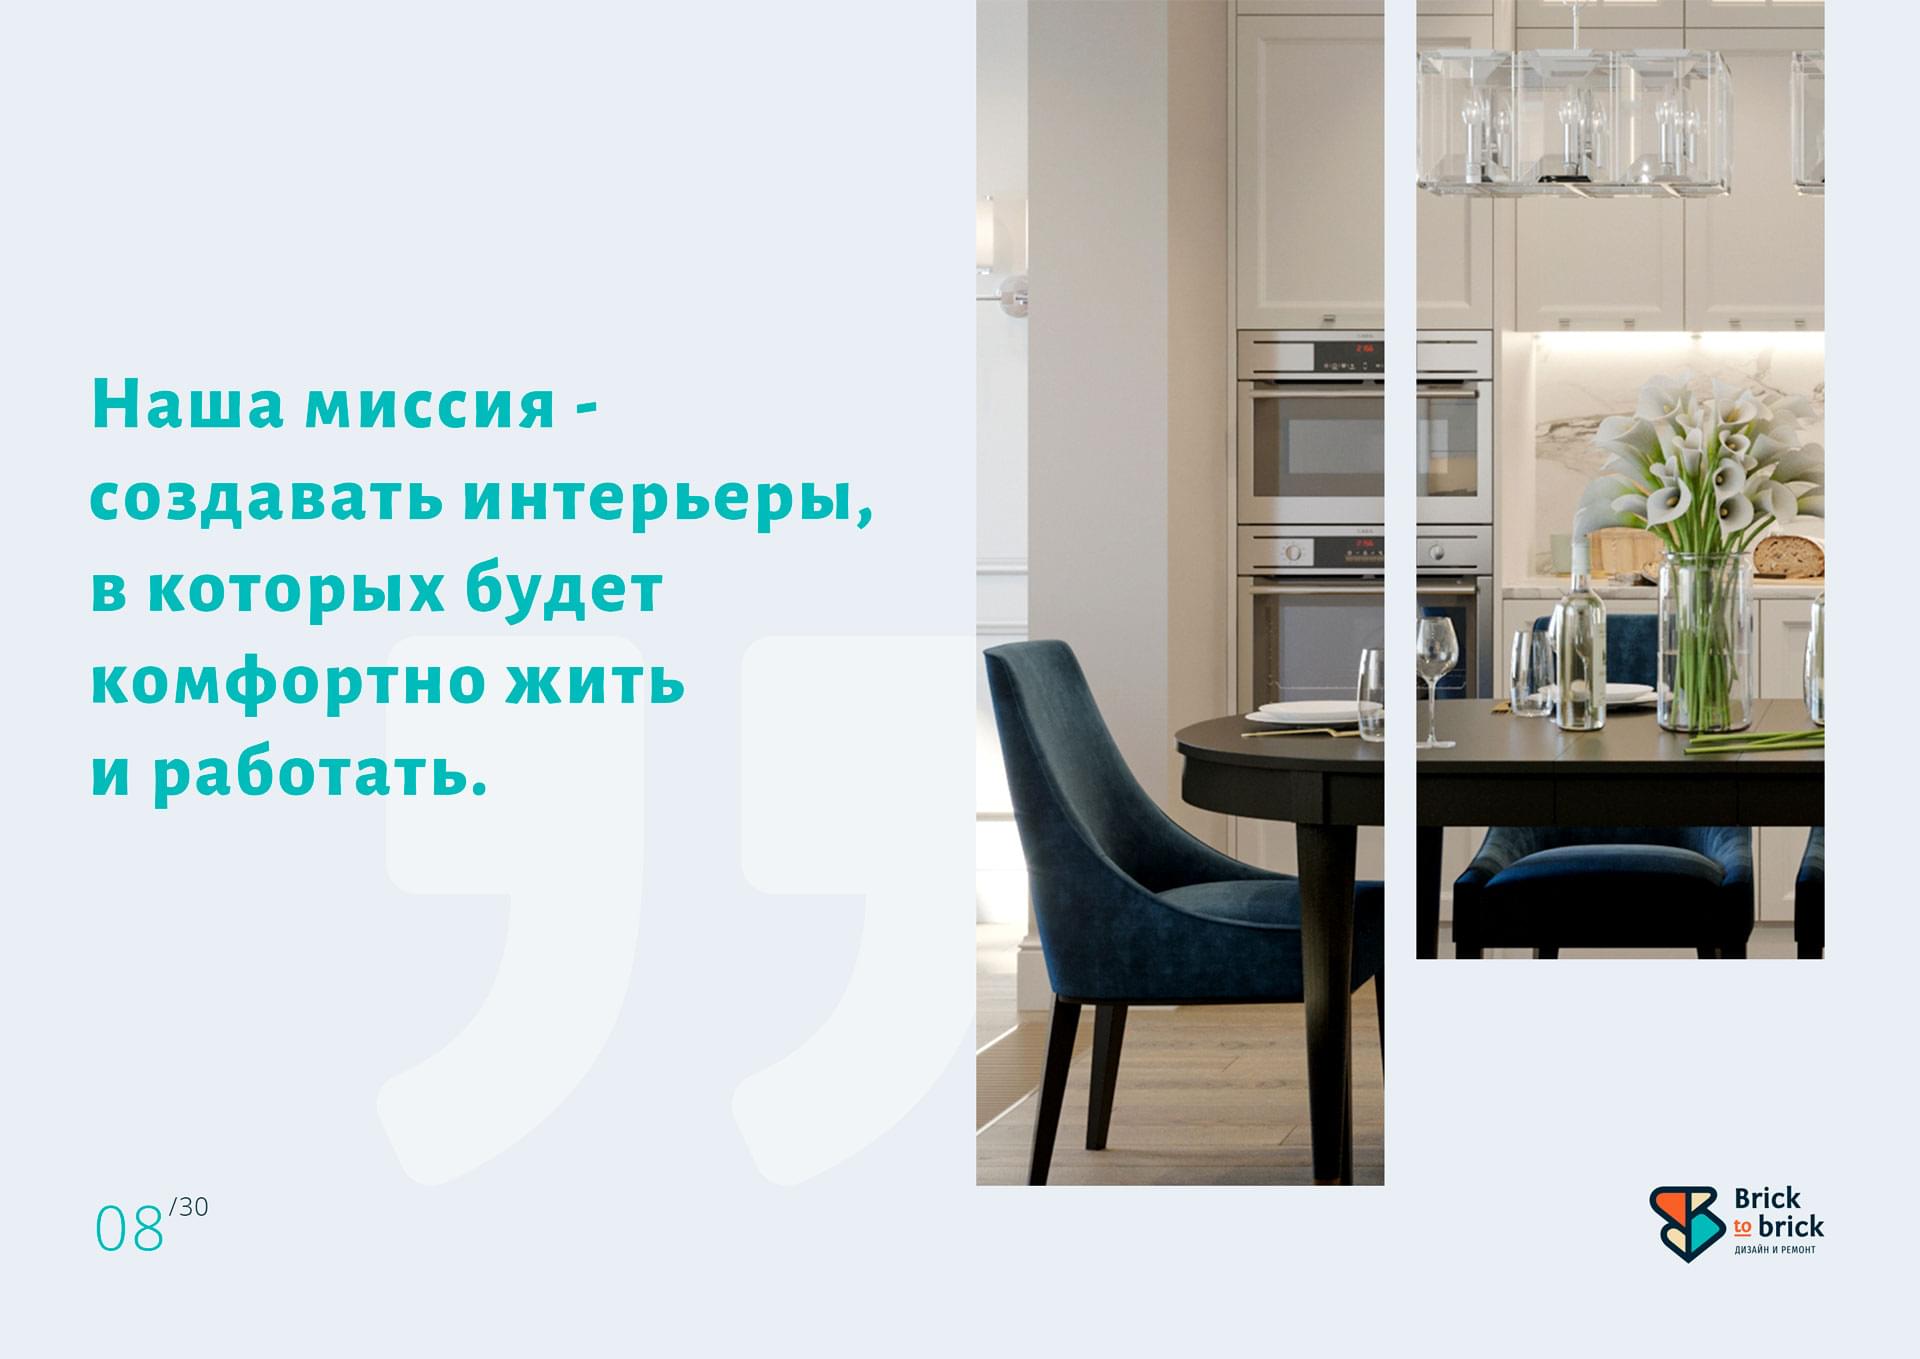 Наша миссия -
создавать интерьеры,
в которых будет
комфортно жить
и работать.
08/30
Brick
to brick
ДИЗАЙН И РЕМОНТ